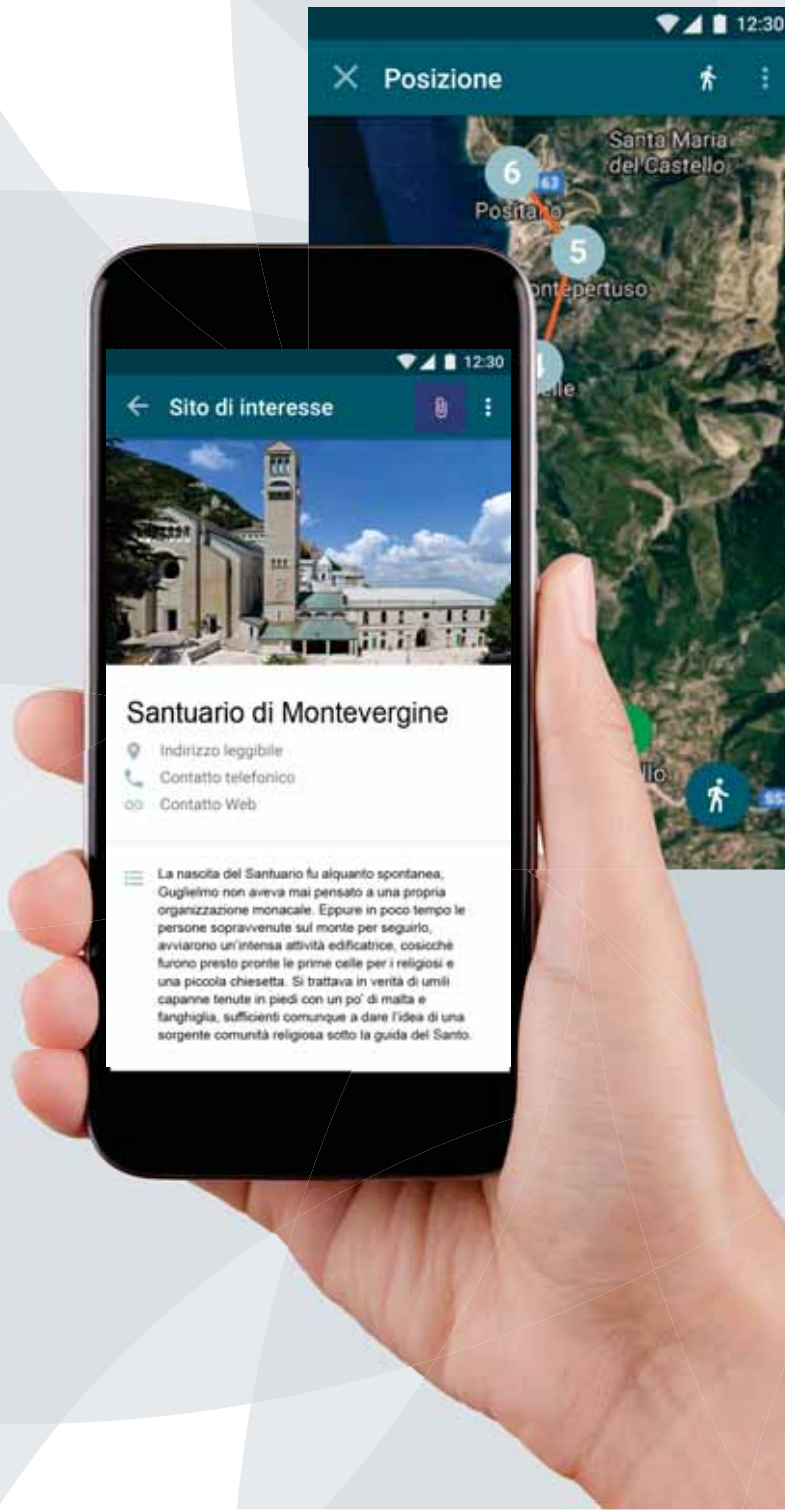 12:30
Posizione
Santa Maria
del Castello
6
163
Positano
5
ontepertuso
elle
llo
12:30
Sito di interesse
Santuario di Montevergine
Indirizzo leggibile
Contatto telefonico
Contatto Web
La nascita del Santuario fu alquanto spontanea,
Guglielmo non aveva mai pensato a una propria
organizzazione monacale. Eppure in poco tempo le
persone sopravvenute sul monte per seguirlo,
avviarono un'intensa attività edificatrice, cosicchè
furono presto pronte le prime celle per i religiosi e
una piccola chiesetta. Si trattava in verità di umili
capanne tenute in piedi con un po' di malta e
fanghiglia, sufficienti comunque a dare l'idea di una
sorgente comunità religiosa sotto la guida del Santo.